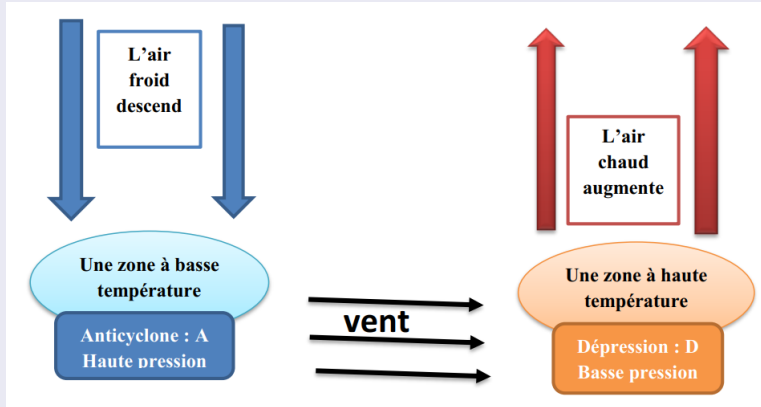 L'air
froid
descend
L'air
chaud
augmente
Une zone à basse
température
Anticyclone : A
Haute pression
vent
Une zone à haute
température
Dépression : D
Basse pression